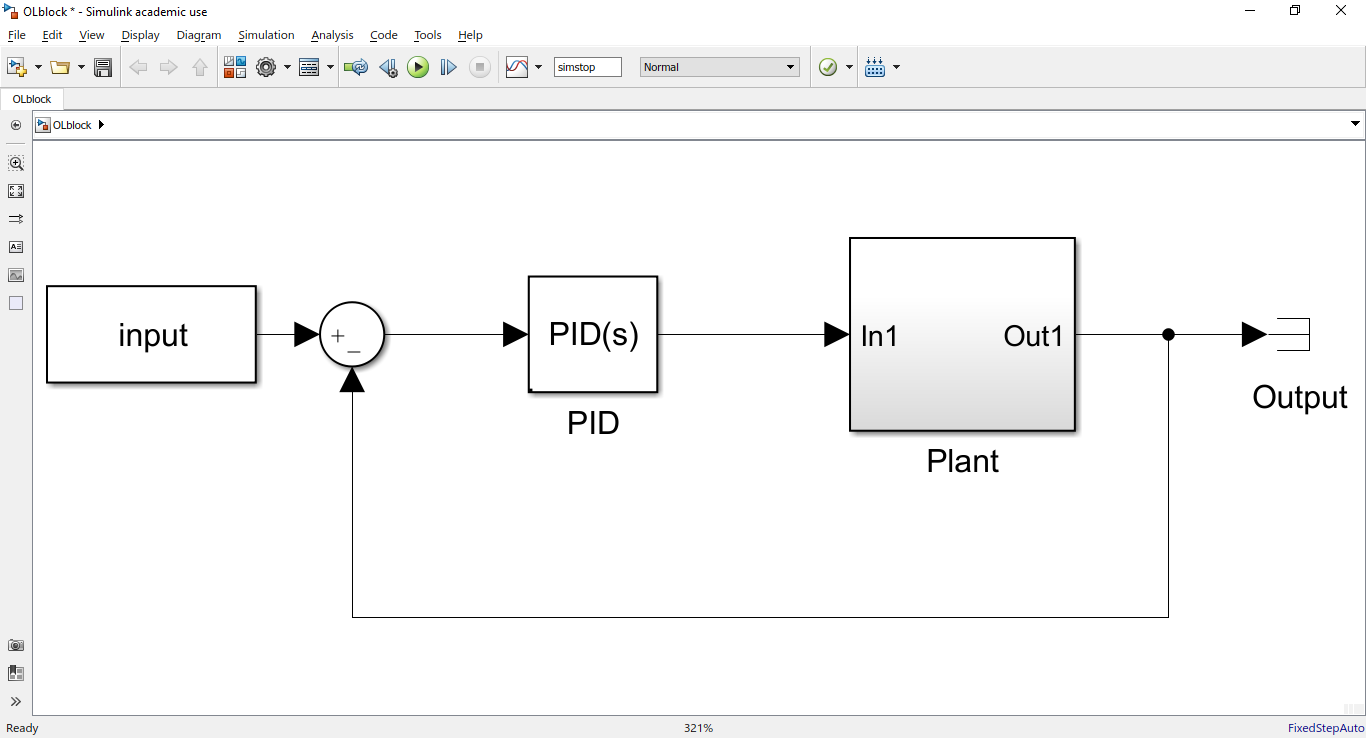 OLblock * - Simulink academic use
File Edit View Display Diagram Simulation Analysis Code Tools Help
simstop Normal
OLblock
OLblock
input
+
−
PID(s)
PID
In1 Out1
Plant
Output
Ready 321% FixedStepAuto